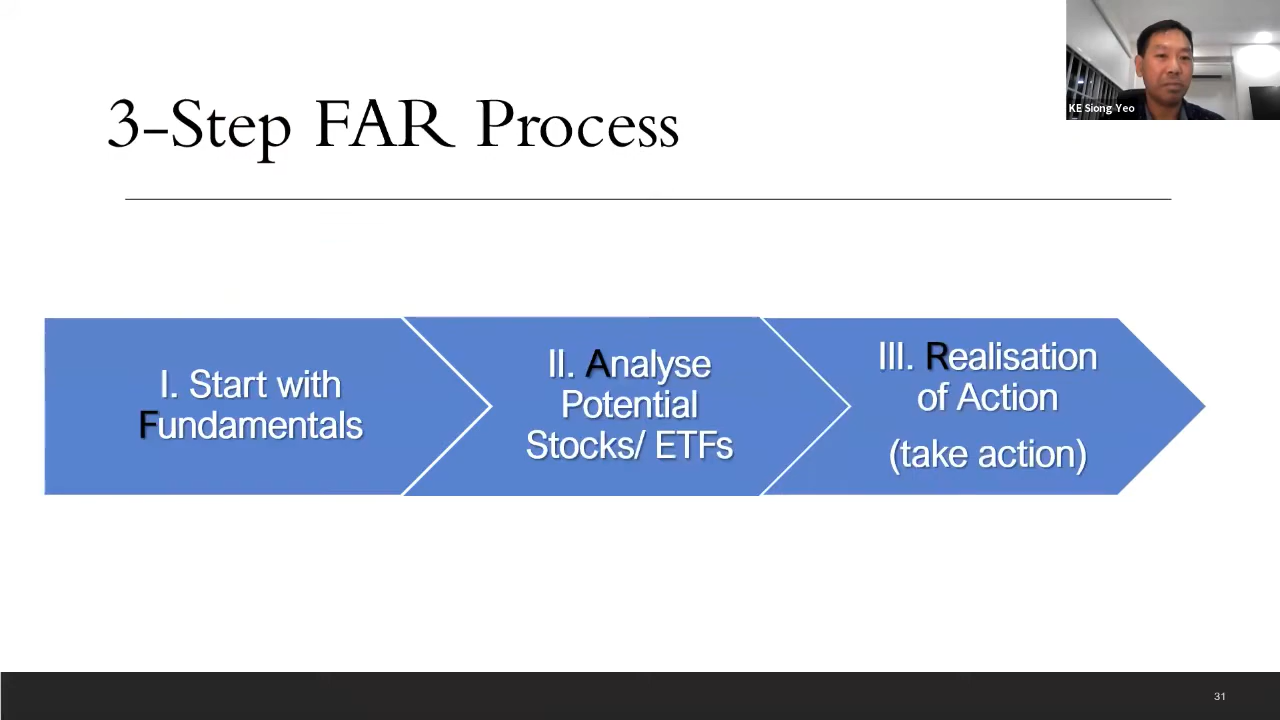 3-Step FAR Process
KE Siong Yeo
I. Start with
Fundamentals
II. Analyse
Potential
Stocks/ ETFs
III. Realisation
of Action
(take action)
31